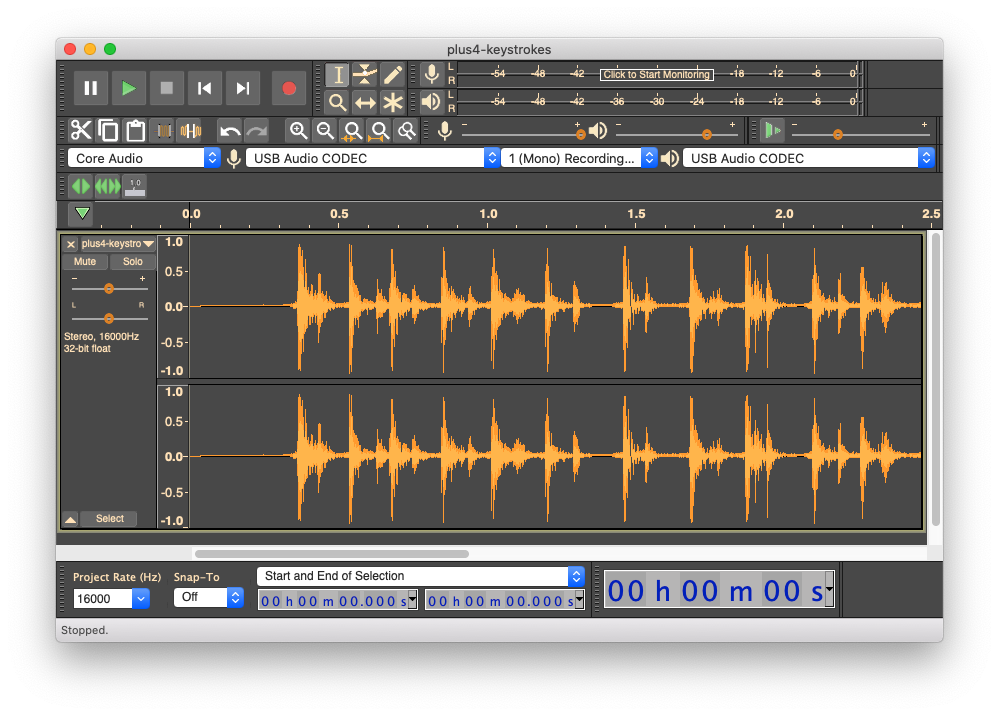 plus4-keystrokes
L
R
-54 -48 -42 Click to Start Monitoring -18 -12 -6 0
L
R
-54 -48 -42 -36 -30 -24 -18 -12 -6 0
- +
- +
- +
Core Audio
USB Audio CODEC
1 (Mono) Recording...
USB Audio CODEC
1.0
0.0 0.5 1.0 1.5 2.0 2.5
plus4-keystro
Mute Solo
- +
L R
Stereo, 16000Hz
32-bit float
Select
1.0
0.5-
0.0-
-0.5-
-1.0
1.0
0.5-
0.0-
-0.5-
-1.0
Project Rate (Hz) Snap-To
Start and End of Selection
16000
Off
00 h 00 m 00.000 s
00 h 00 m 00.000 s
00 h 00 m 00 s
Stopped.